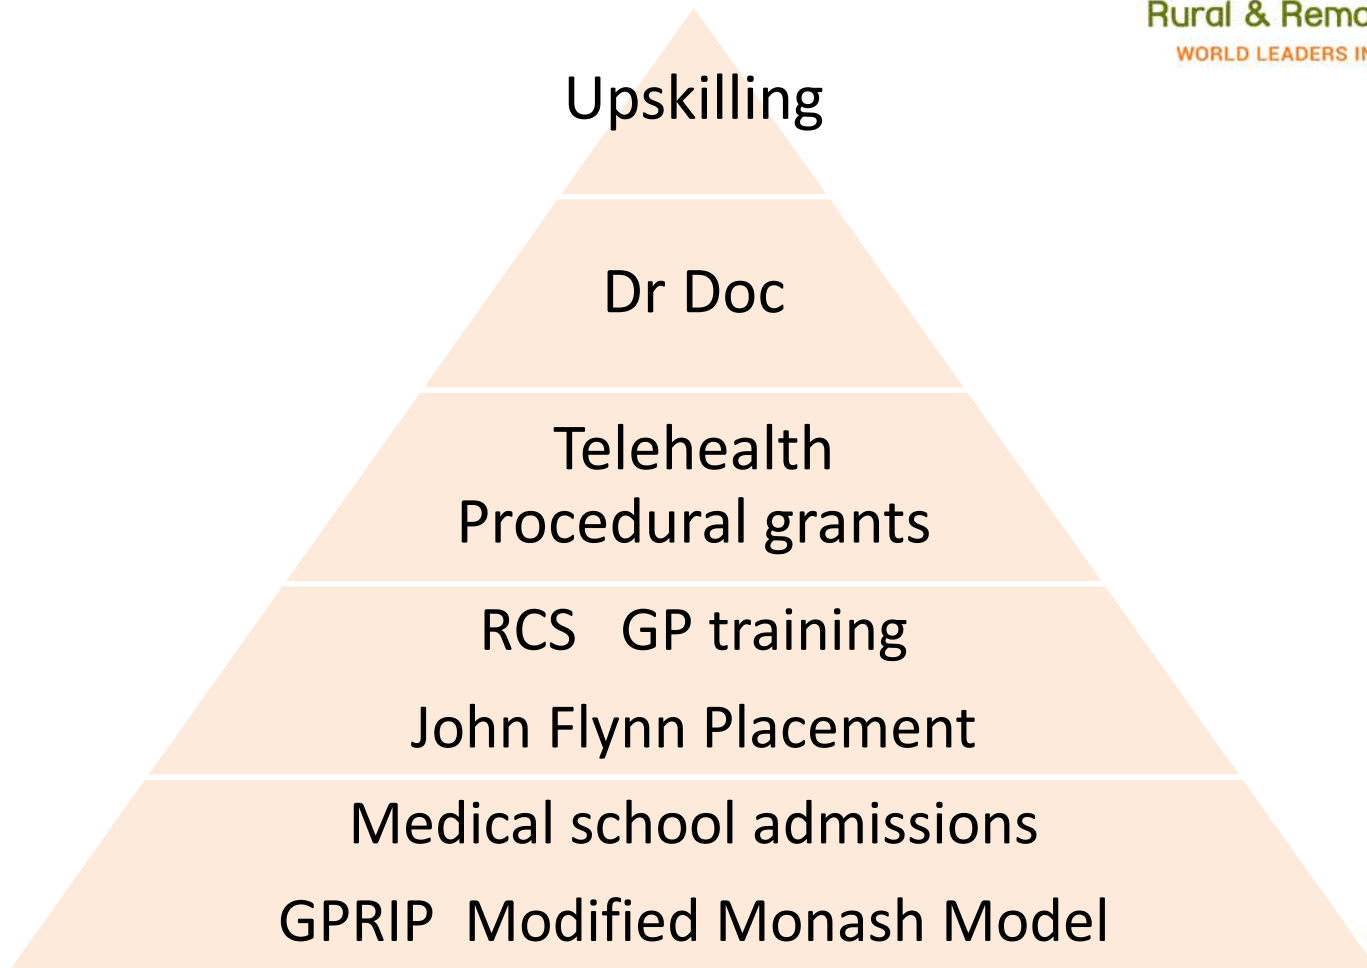 Rural & Remo
WORLD LEADERS IN
Upskilling
Dr Doc
Telehealth
Procedural grants
RCS GP training
John Flynn Placement
Medical school admissions
GPRIP Modified Monash Model